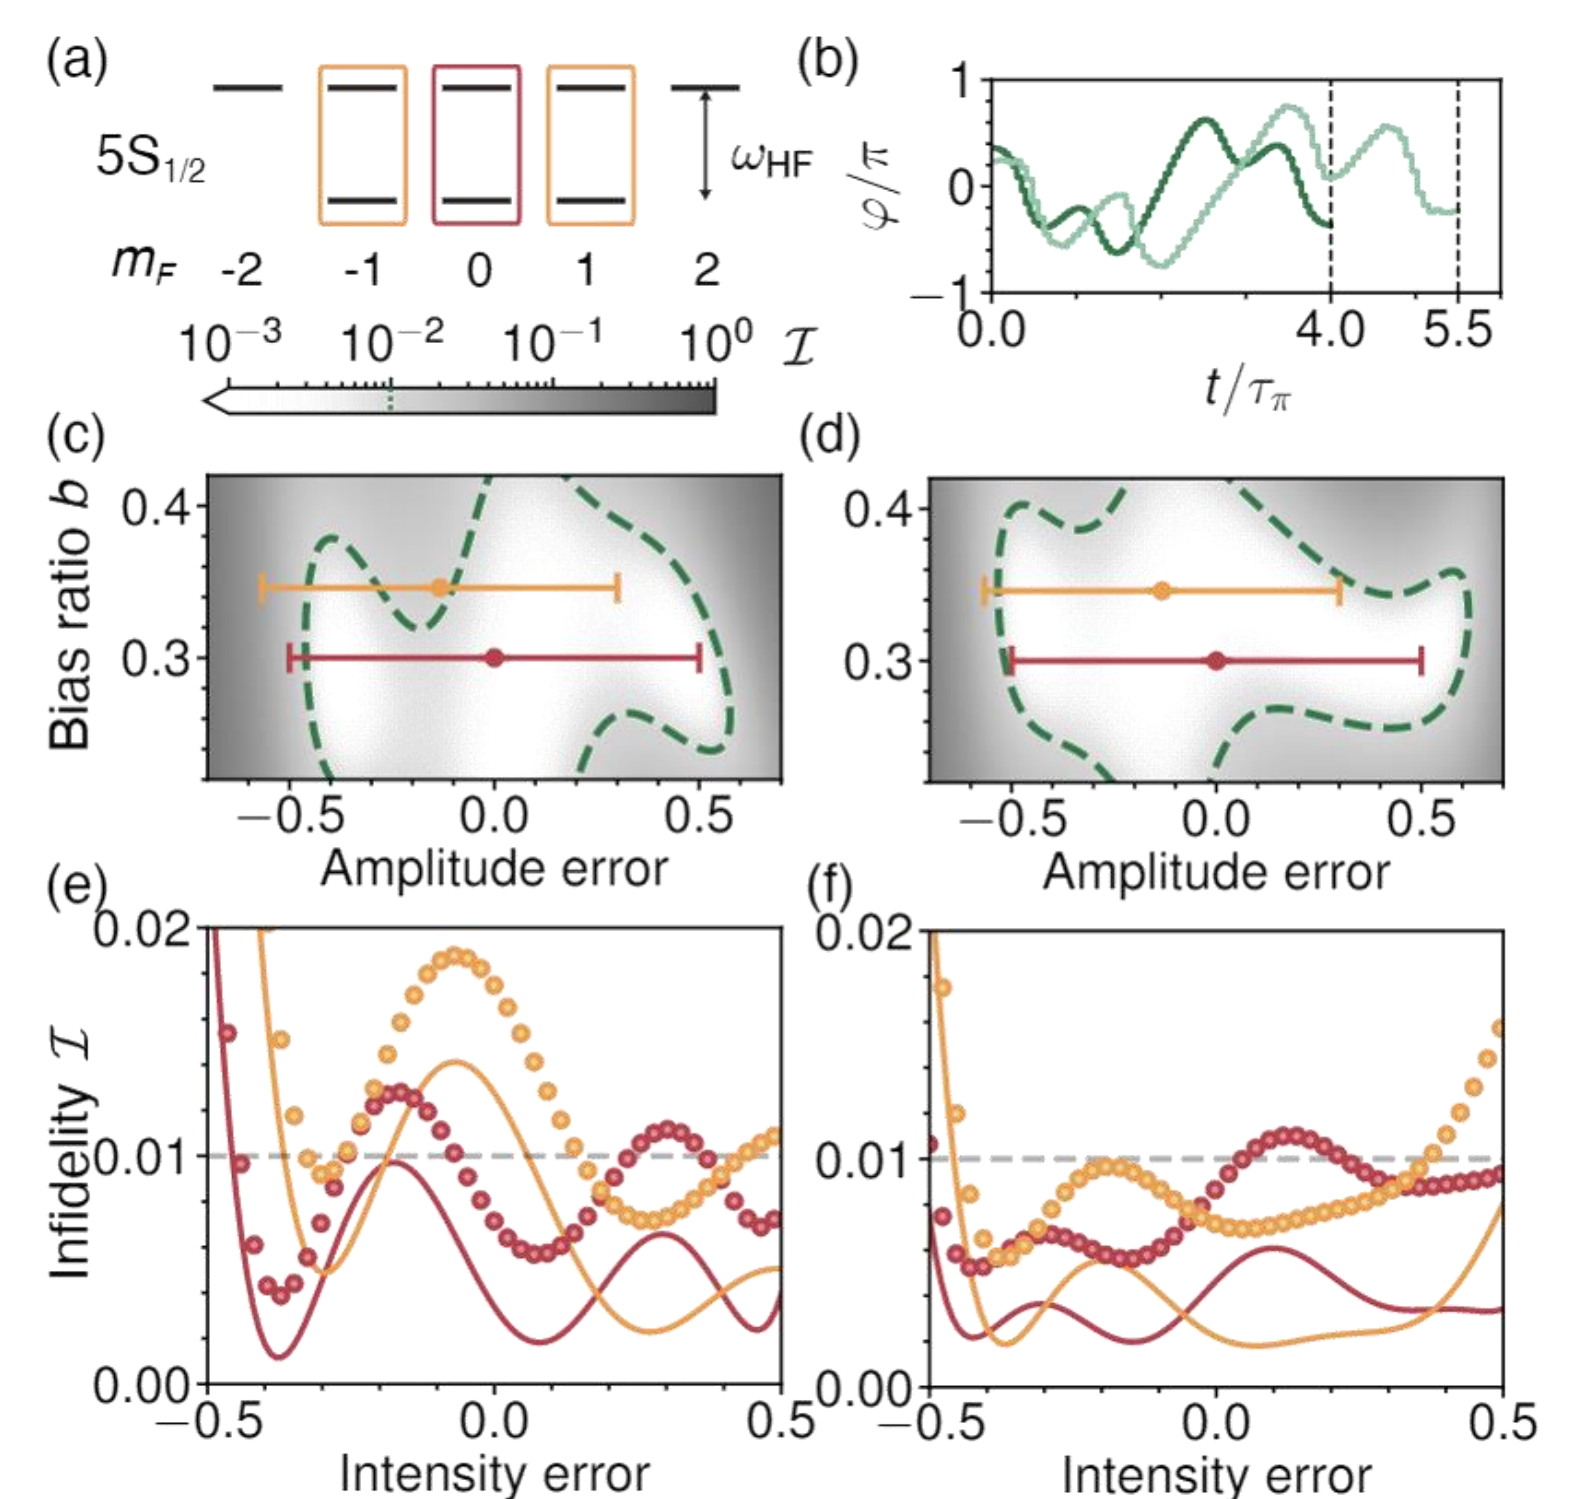 (a)
5S1/2
ωHF
mF -2 -1 0 1 2
10−3 10−2 10−1 100 𝓘
(b)
φ/π
1
0
−1
0.0 4.0 5.5
t/τπ
(c)
Bias ratio b
0.4
0.3
−0.5 0.0 0.5
Amplitude error
(d)
0.4
0.3
−0.5 0.0 0.5
Amplitude error
(e)
Infidelity 𝓘
0.02
0.01
0.00
−0.5 0.0 0.5
Intensity error
(f)
0.02
0.01
0.00
−0.5 0.0 0.5
Intensity error